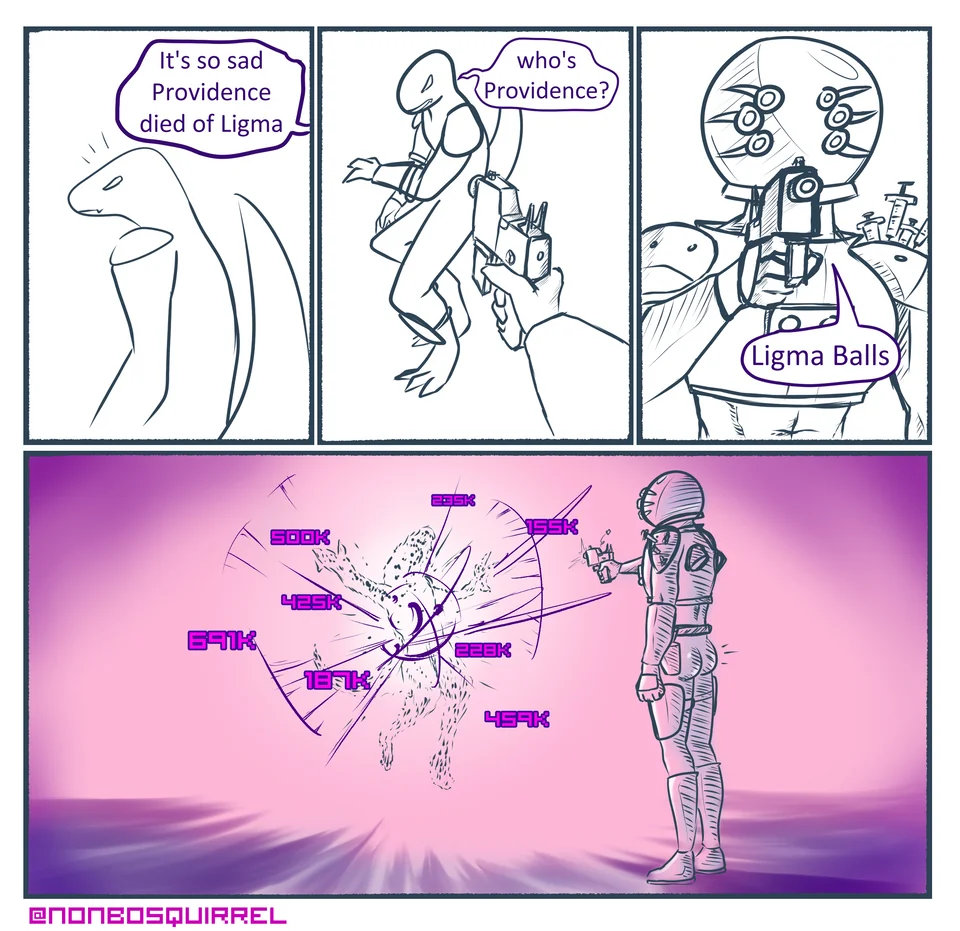 It's so sad
Providence
died of Ligma
who's
Providence?
Ligma Balls
235K
155K
500K
425K
691K
228K
187K
459K
@NONBOSQUIRREL